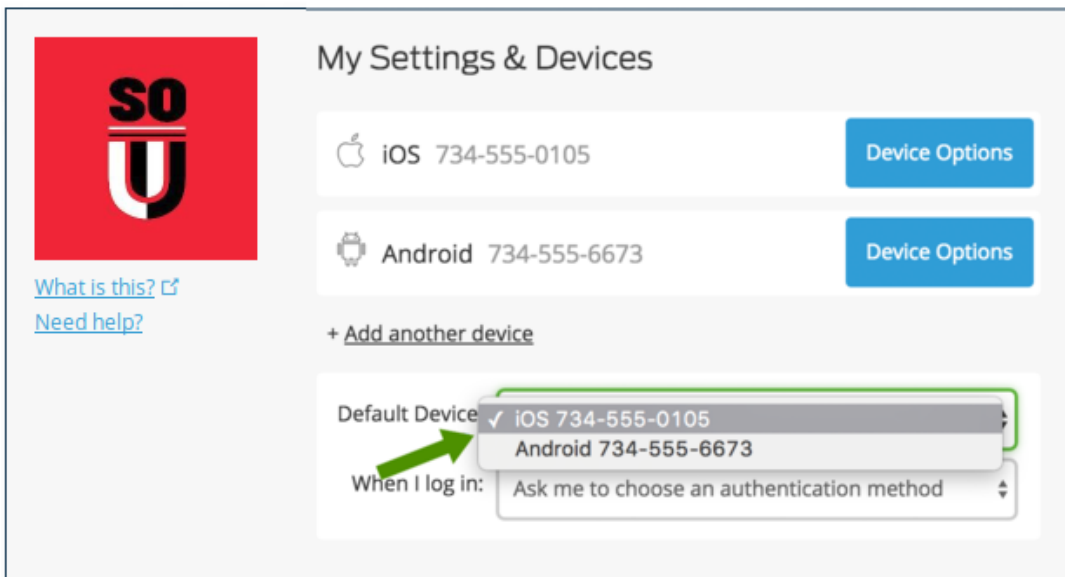 SO
U
What is this?
Need help?
My Settings & Devices
iOS 734-555-0105
Device Options
Android 734-555-6673
Device Options
+ Add another device
Default Device
✓ iOS 734-555-0105
Android 734-555-6673
When I log in:
Ask me to choose an authentication method